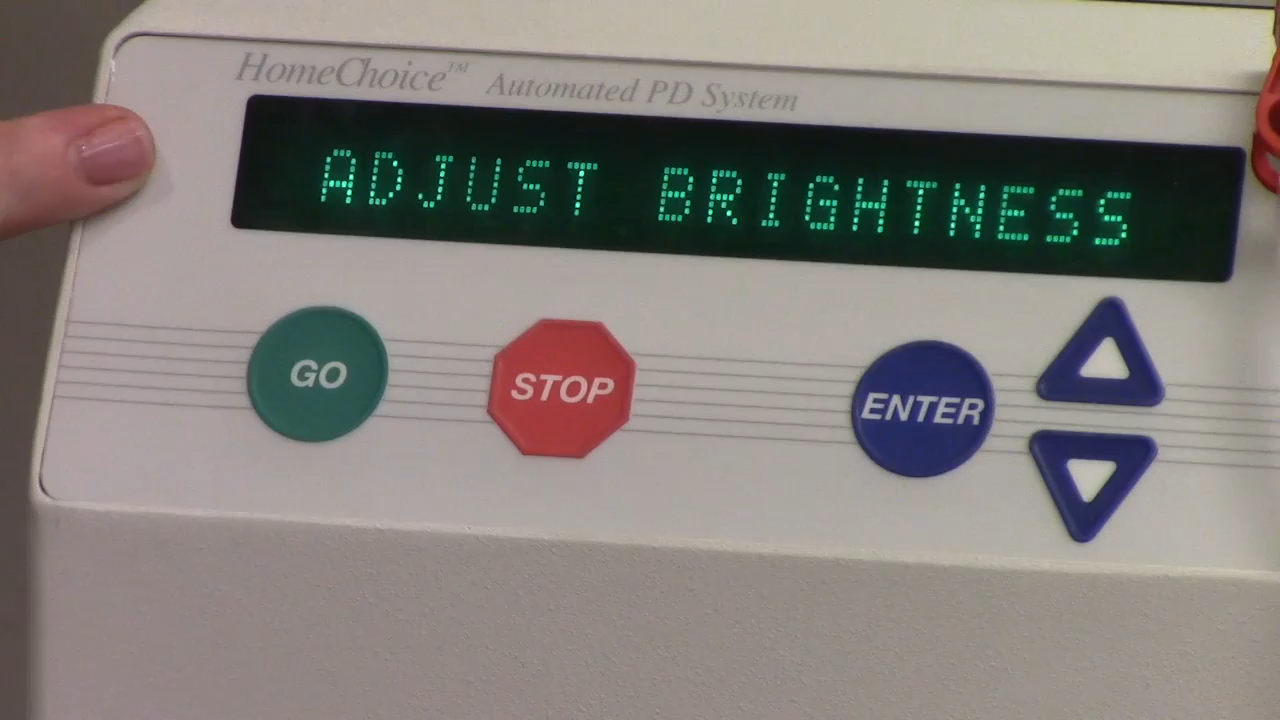 HomeChoice™ Automated PD System
ADJUST BRIGHTNESS
GO
STOP
ENTER